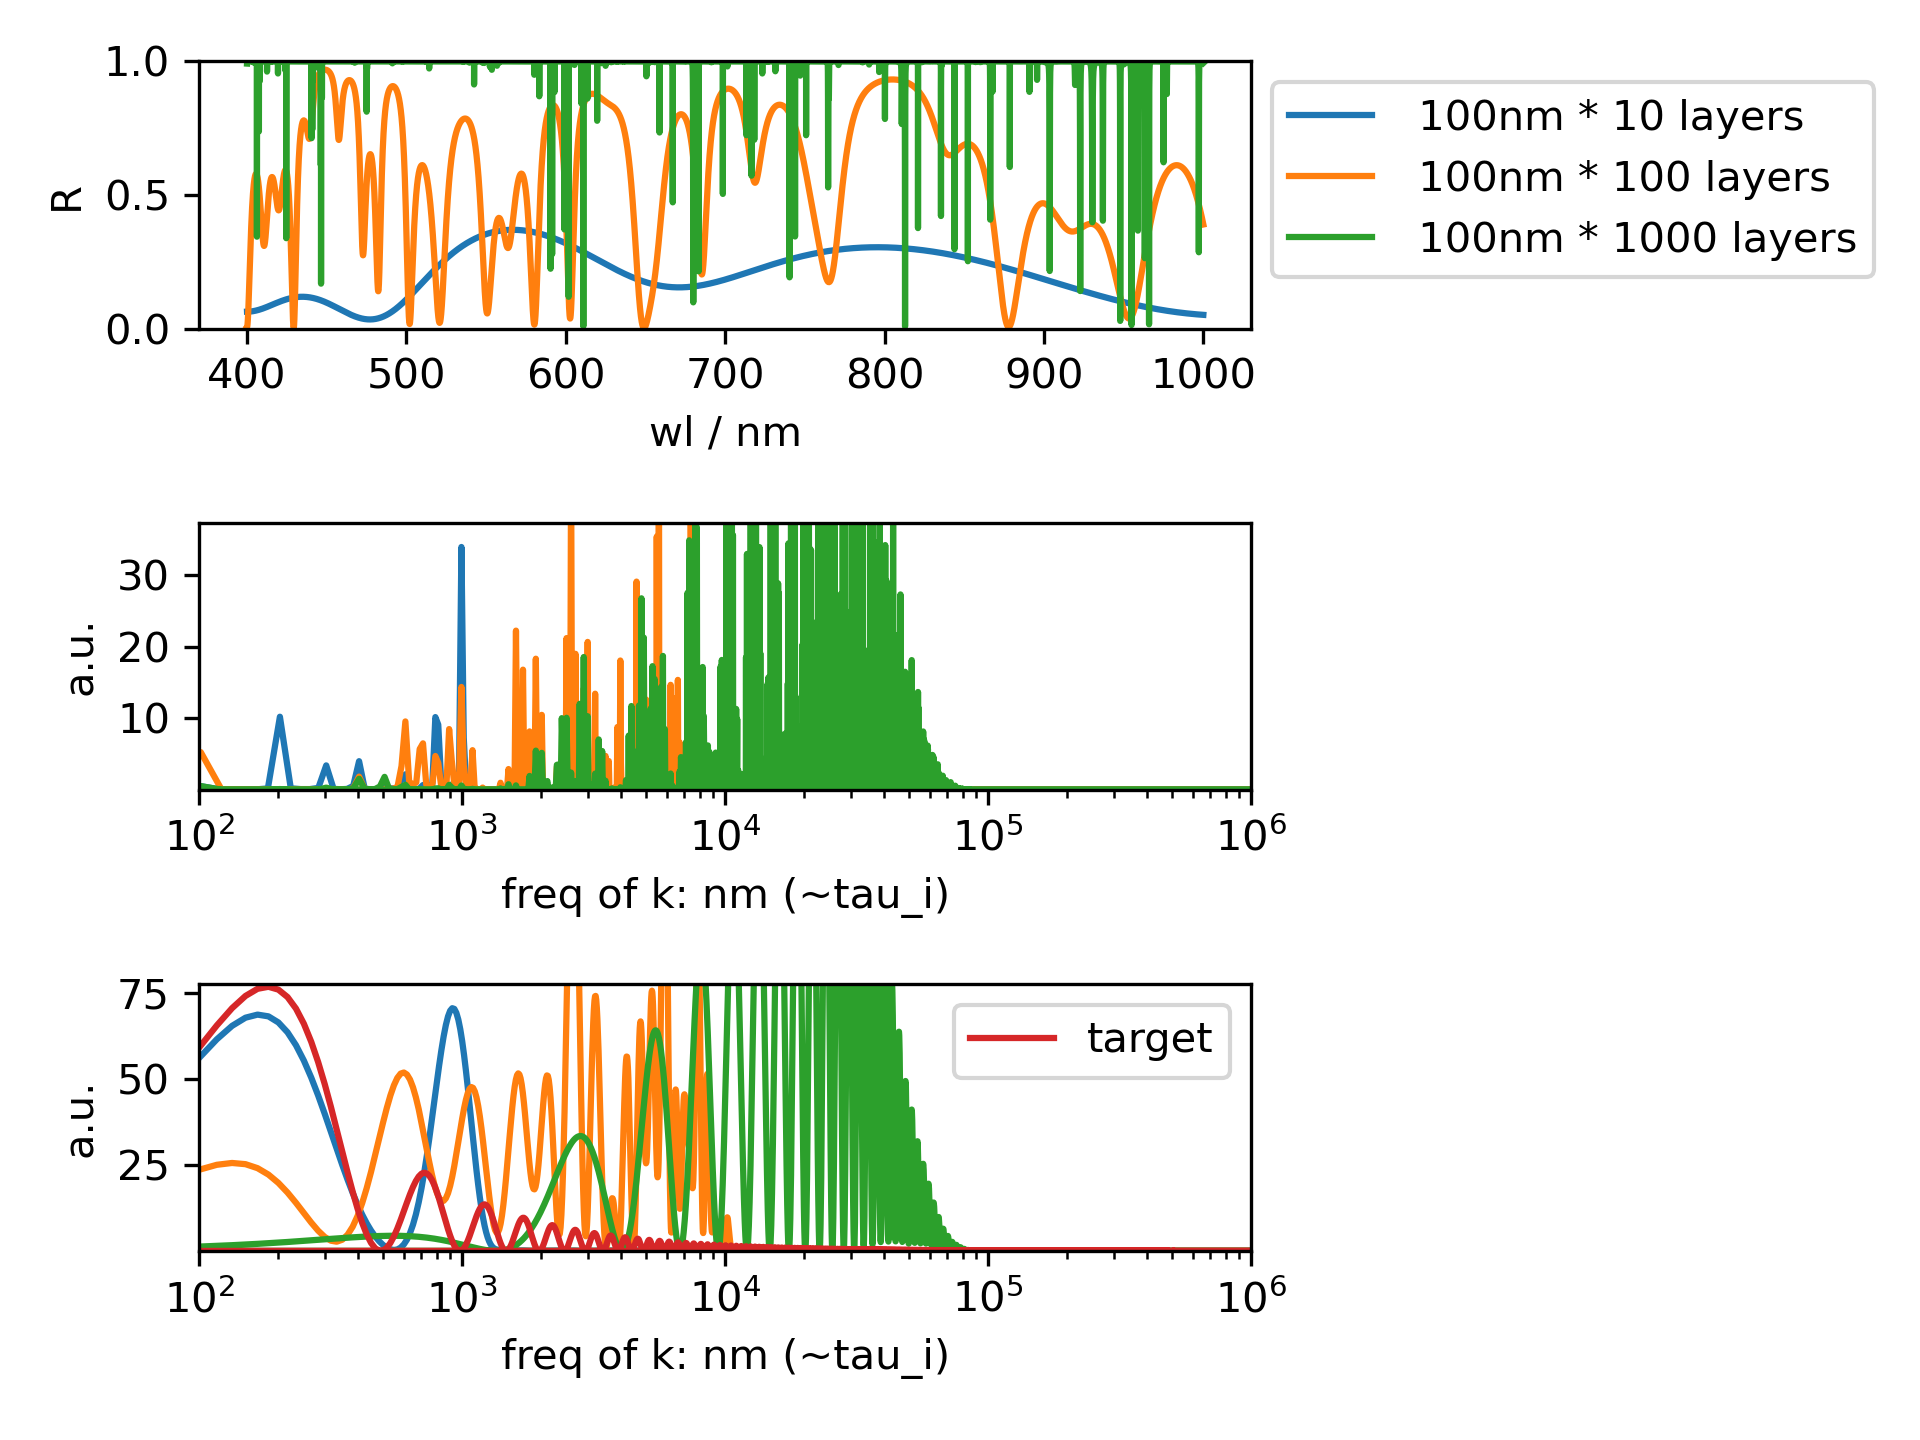 1.0
0.5
0.0
R
400 500 600 700 800 900 1000
wl / nm
100nm * 10 layers
100nm * 100 layers
100nm * 1000 layers
30
20
10
a.u.
10² 10³ 10⁴ 10⁵ 10⁶
freq of k: nm (~tau_i)
75
50
25
a.u.
target
10² 10³ 10⁴ 10⁵ 10⁶
freq of k: nm (~tau_i)